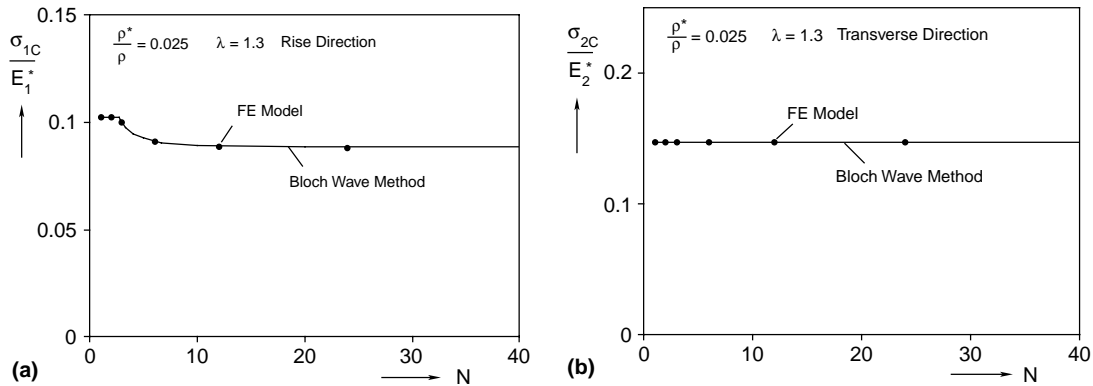 σ1C
E1*
0.15
0.1
0.05
0
ρ*
ρ
= 0.025 λ = 1.3 Rise Direction
FE Model
Bloch Wave Method
0 10 20 30 40
N
(a)
σ2C
E2*
0.2
0.1
0
ρ*
ρ
= 0.025 λ = 1.3 Transverse Direction
FE Model
Bloch Wave Method
0 10 20 30 40
N
(b)